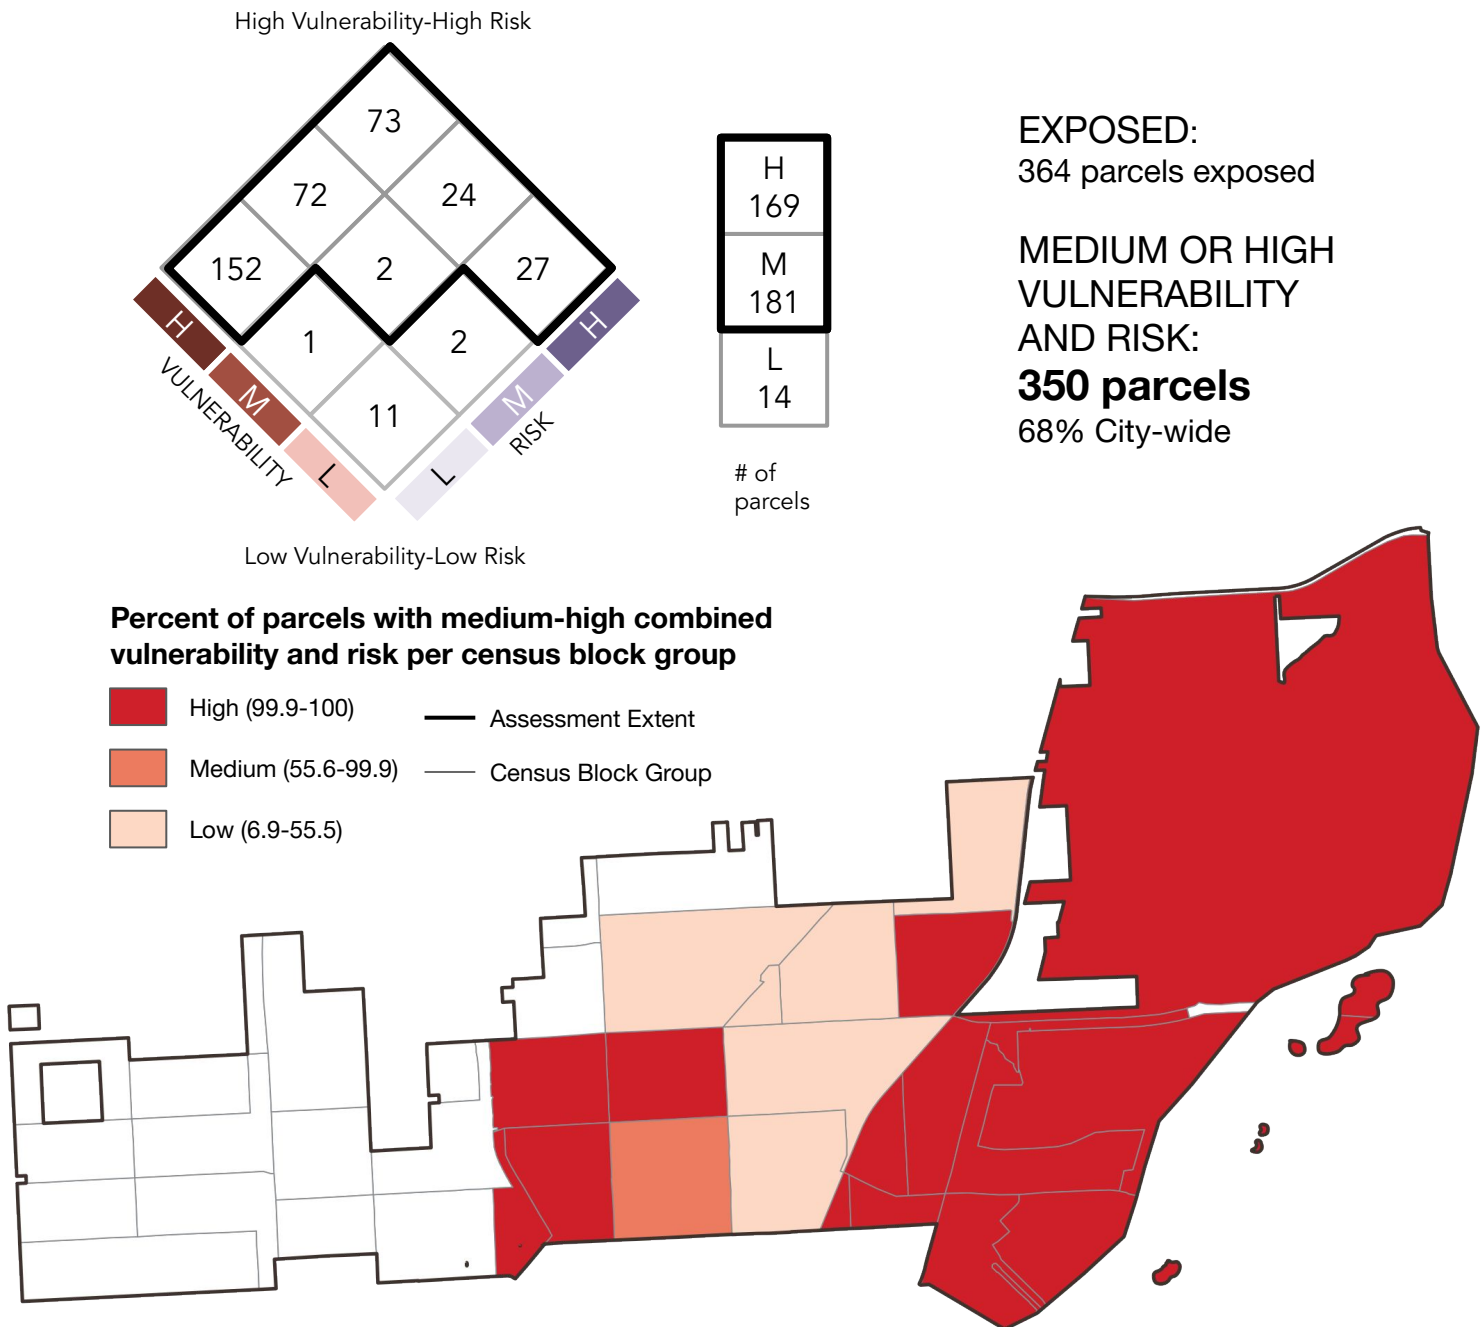 High Vulnerability-High Risk
73
72
24
152
2
27
1
2
11
H
M
L
VULNERABILITY
H
M
L
RISK
Low Vulnerability-Low Risk
H
169
M
181
L
14
# of
parcels
EXPOSED:
364 parcels exposed
MEDIUM OR HIGH
VULNERABILITY
AND RISK:
350 parcels
68% City-wide
Percent of parcels with medium-high combined
vulnerability and risk per census block group
High (99.9-100)
Medium (55.6-99.9)
Low (6.9-55.5)
Assessment Extent
Census Block Group